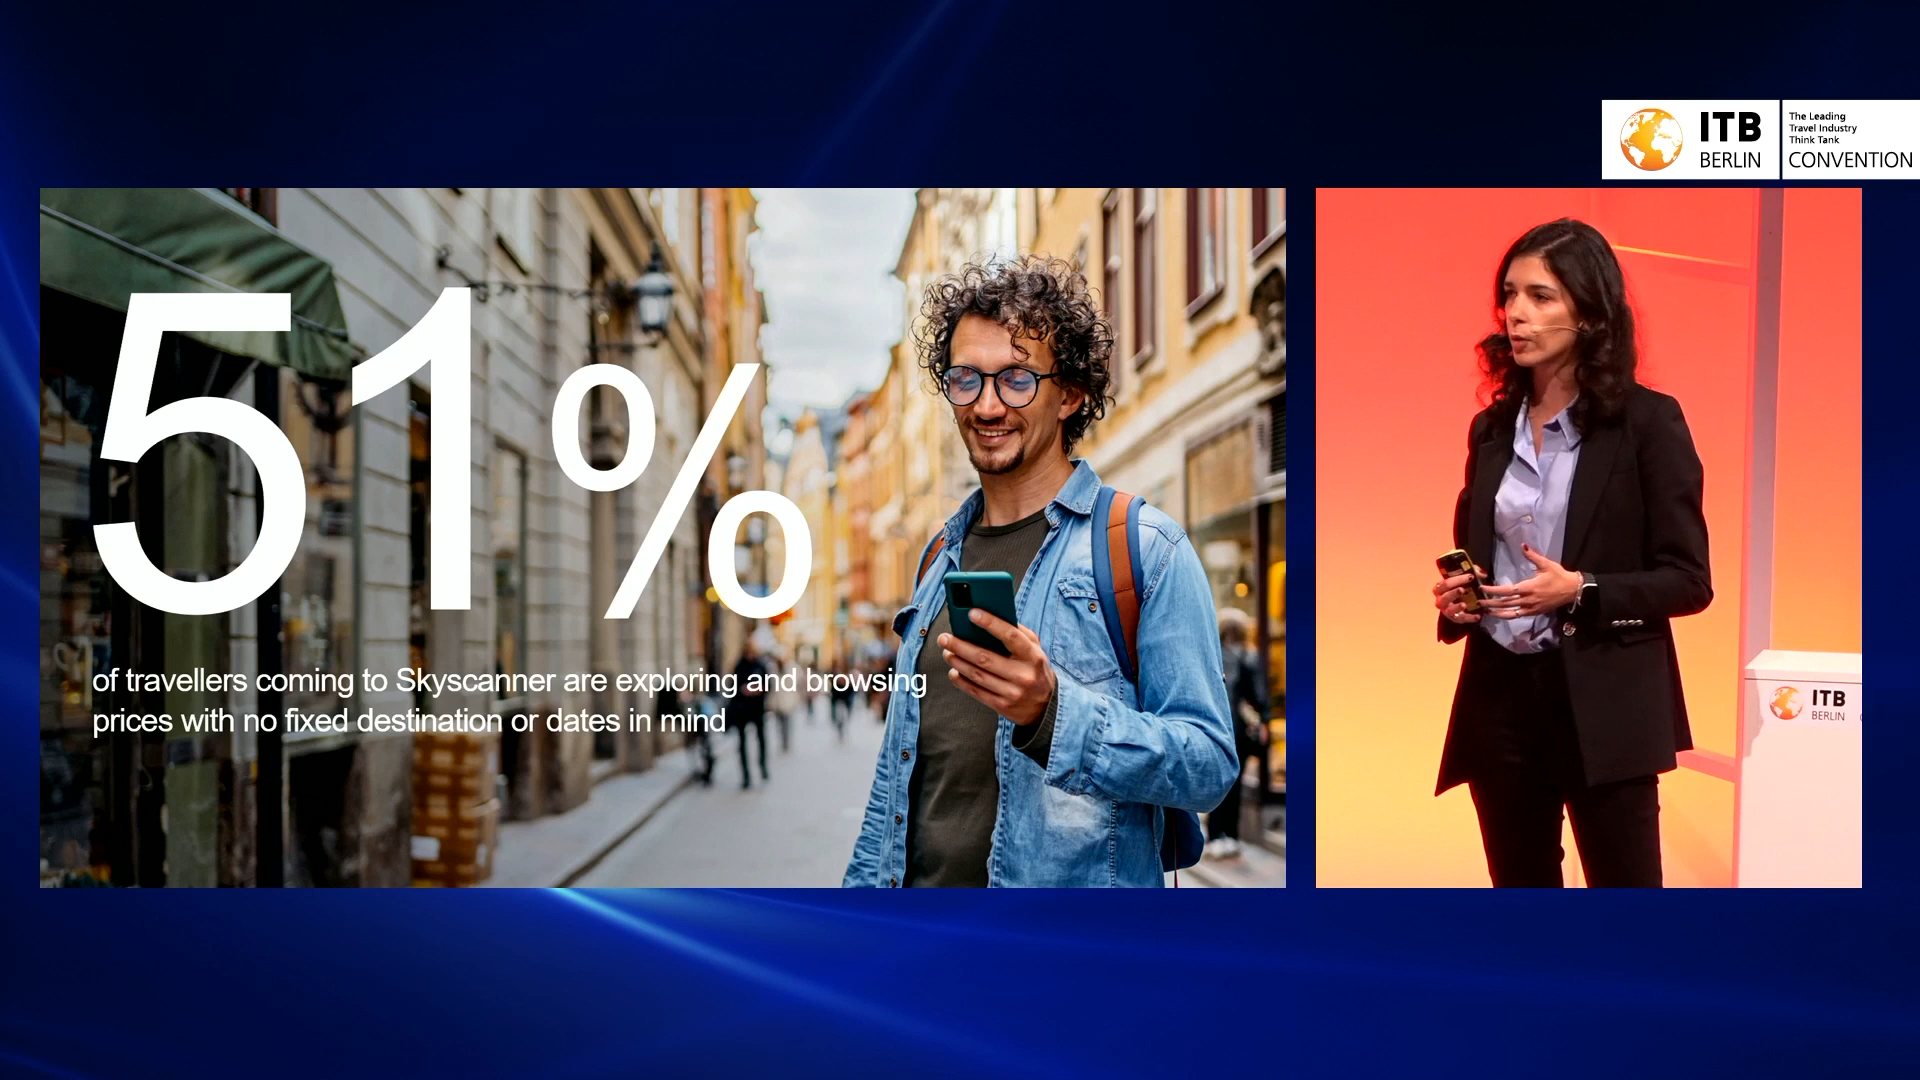 ITB
BERLIN
The Leading
Travel Industry
Think Tank
CONVENTION
51%
of travellers coming to Skyscanner are exploring and browsing
prices with no fixed destination or dates in mind
ITB
BERLIN